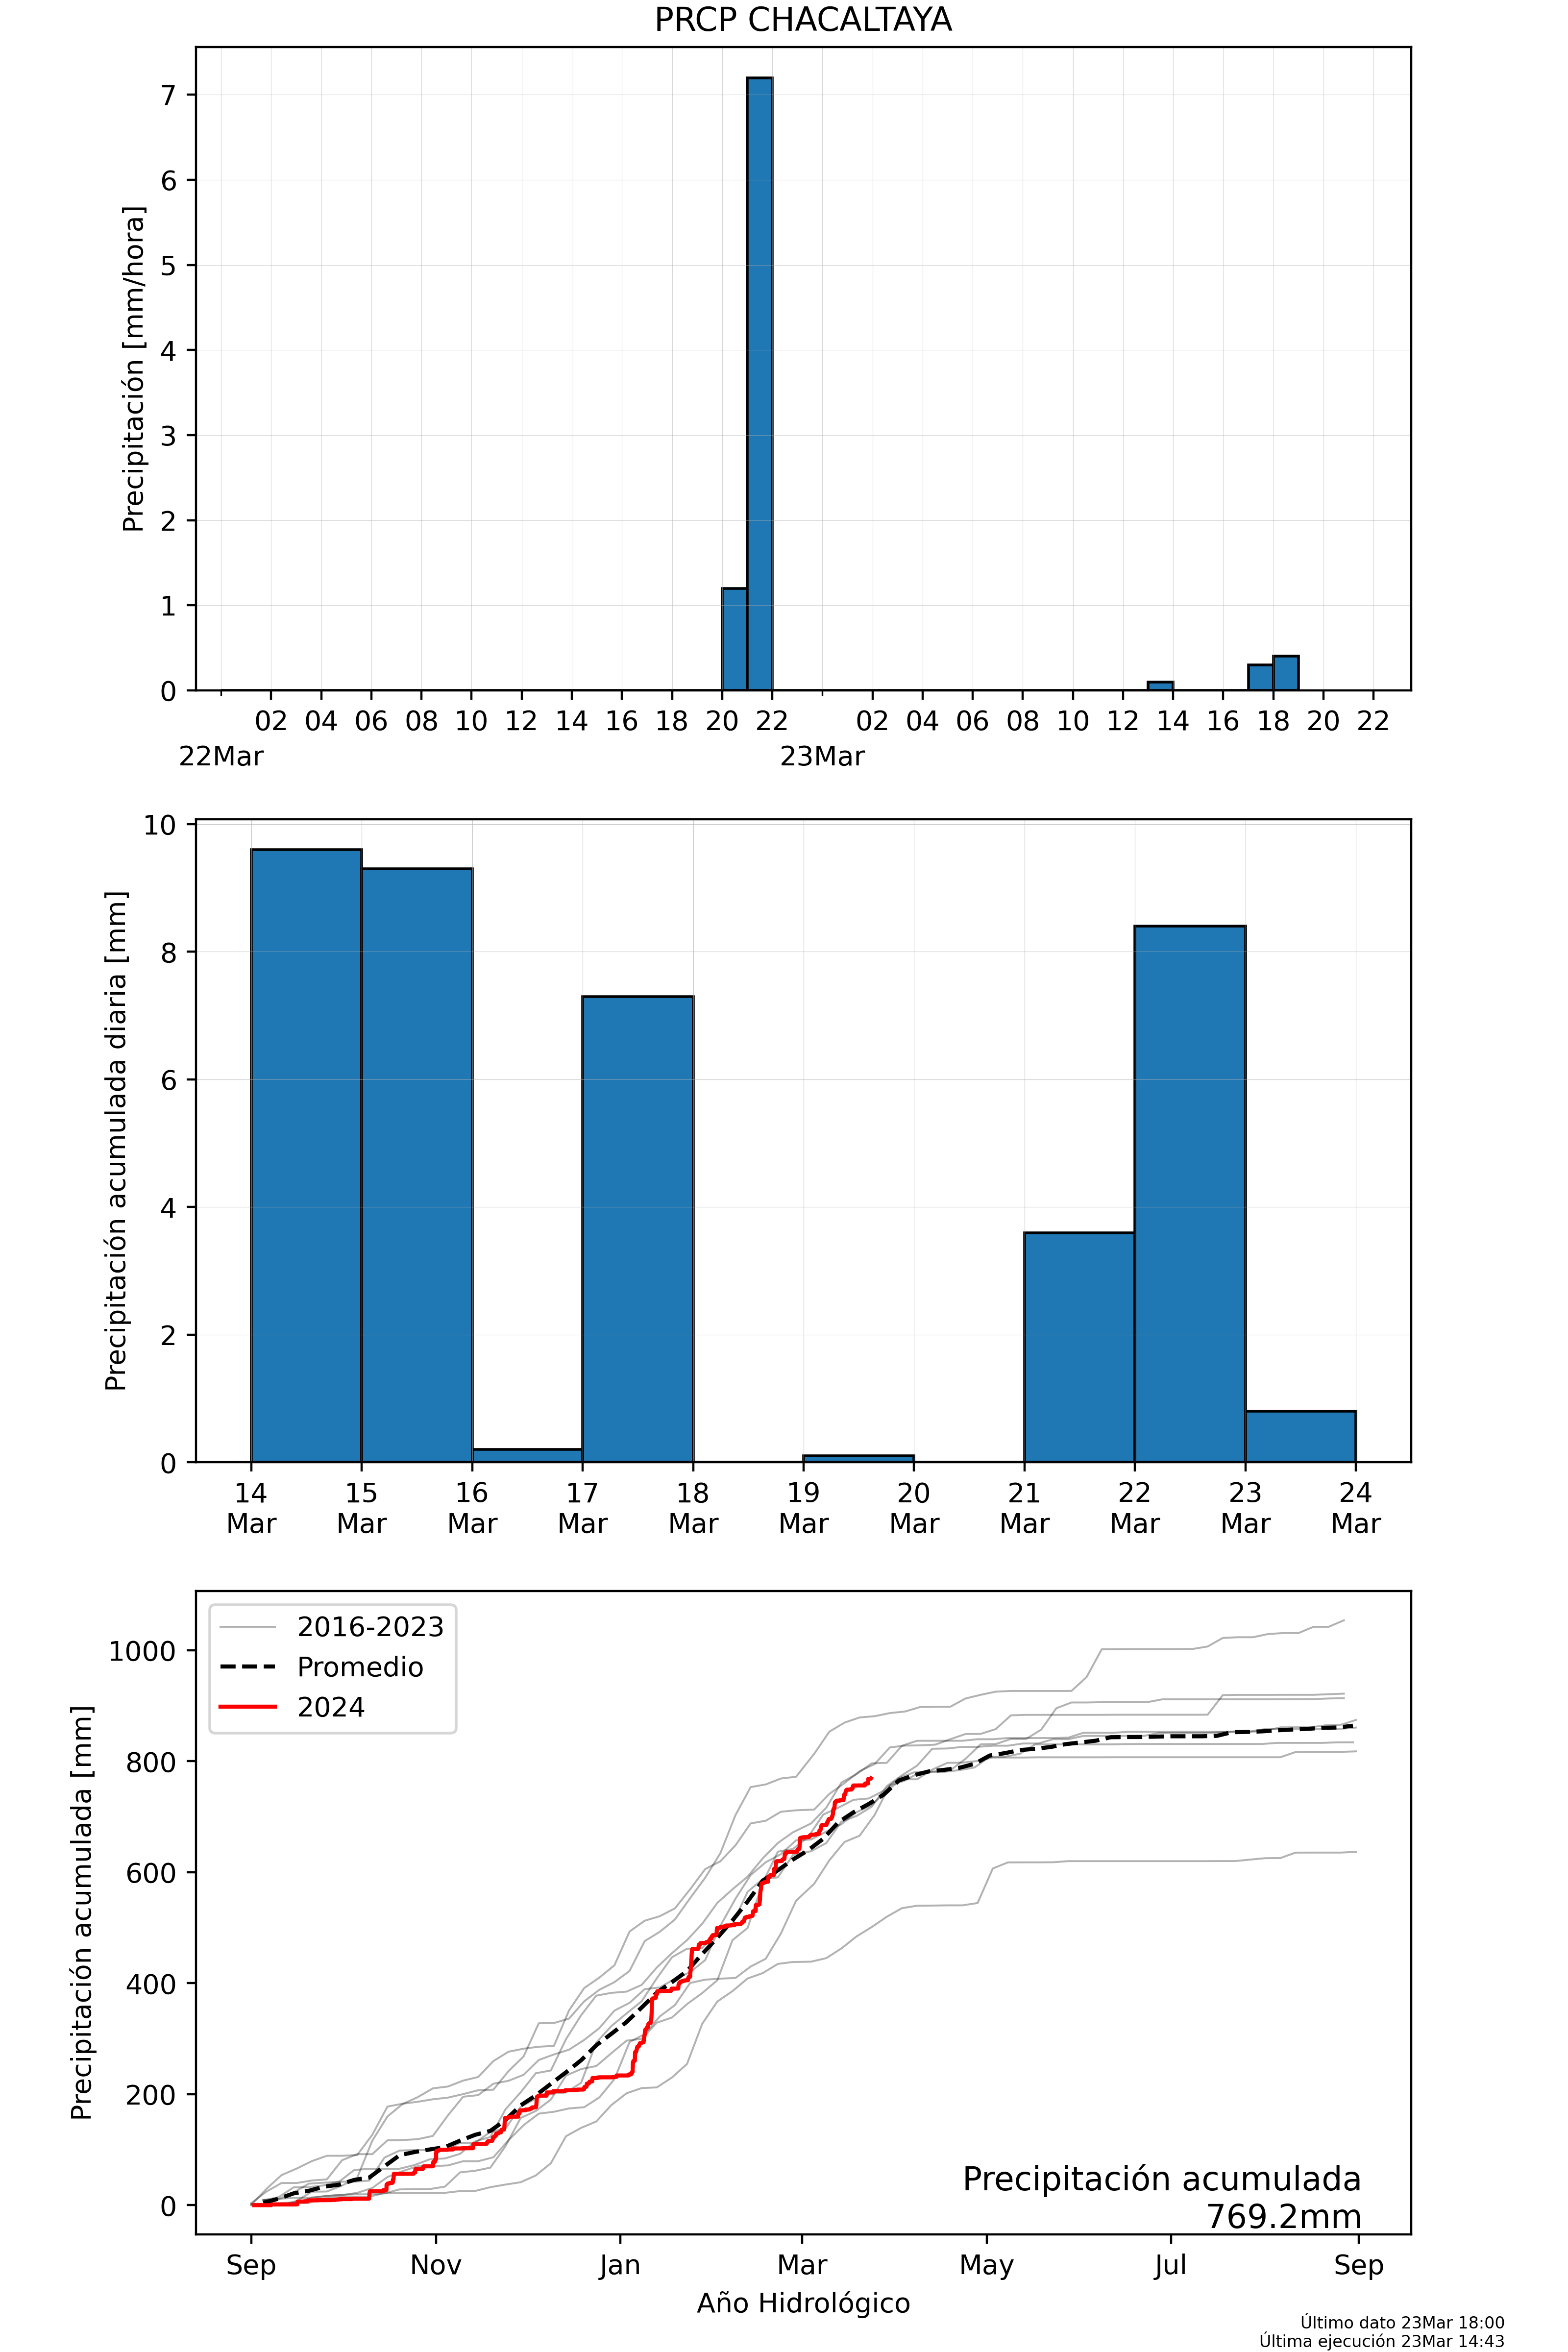 PRCP CHACALTAYA
Precipitación [mm/hora]
7
6
5
4
3
2
1
0
02 04 06 08 10 12 14 16 18 20 22 02 04 06 08 10 12 14 16 18 20 22
22Mar 23Mar
Precipitación acumulada diaria [mm]
10
8
6
4
2
0
14 15 16 17 18 19 20 21 22 23 24
Mar Mar Mar Mar Mar Mar Mar Mar Mar Mar Mar
Precipitación acumulada [mm]
1000
800
600
400
200
0
2016-2023
Promedio
2024
Precipitación acumulada
769.2mm
Sep Nov Jan Mar May Jul Sep
Año Hidrológico
Último dato 23Mar 18:00
Última ejecución 23Mar 14:43